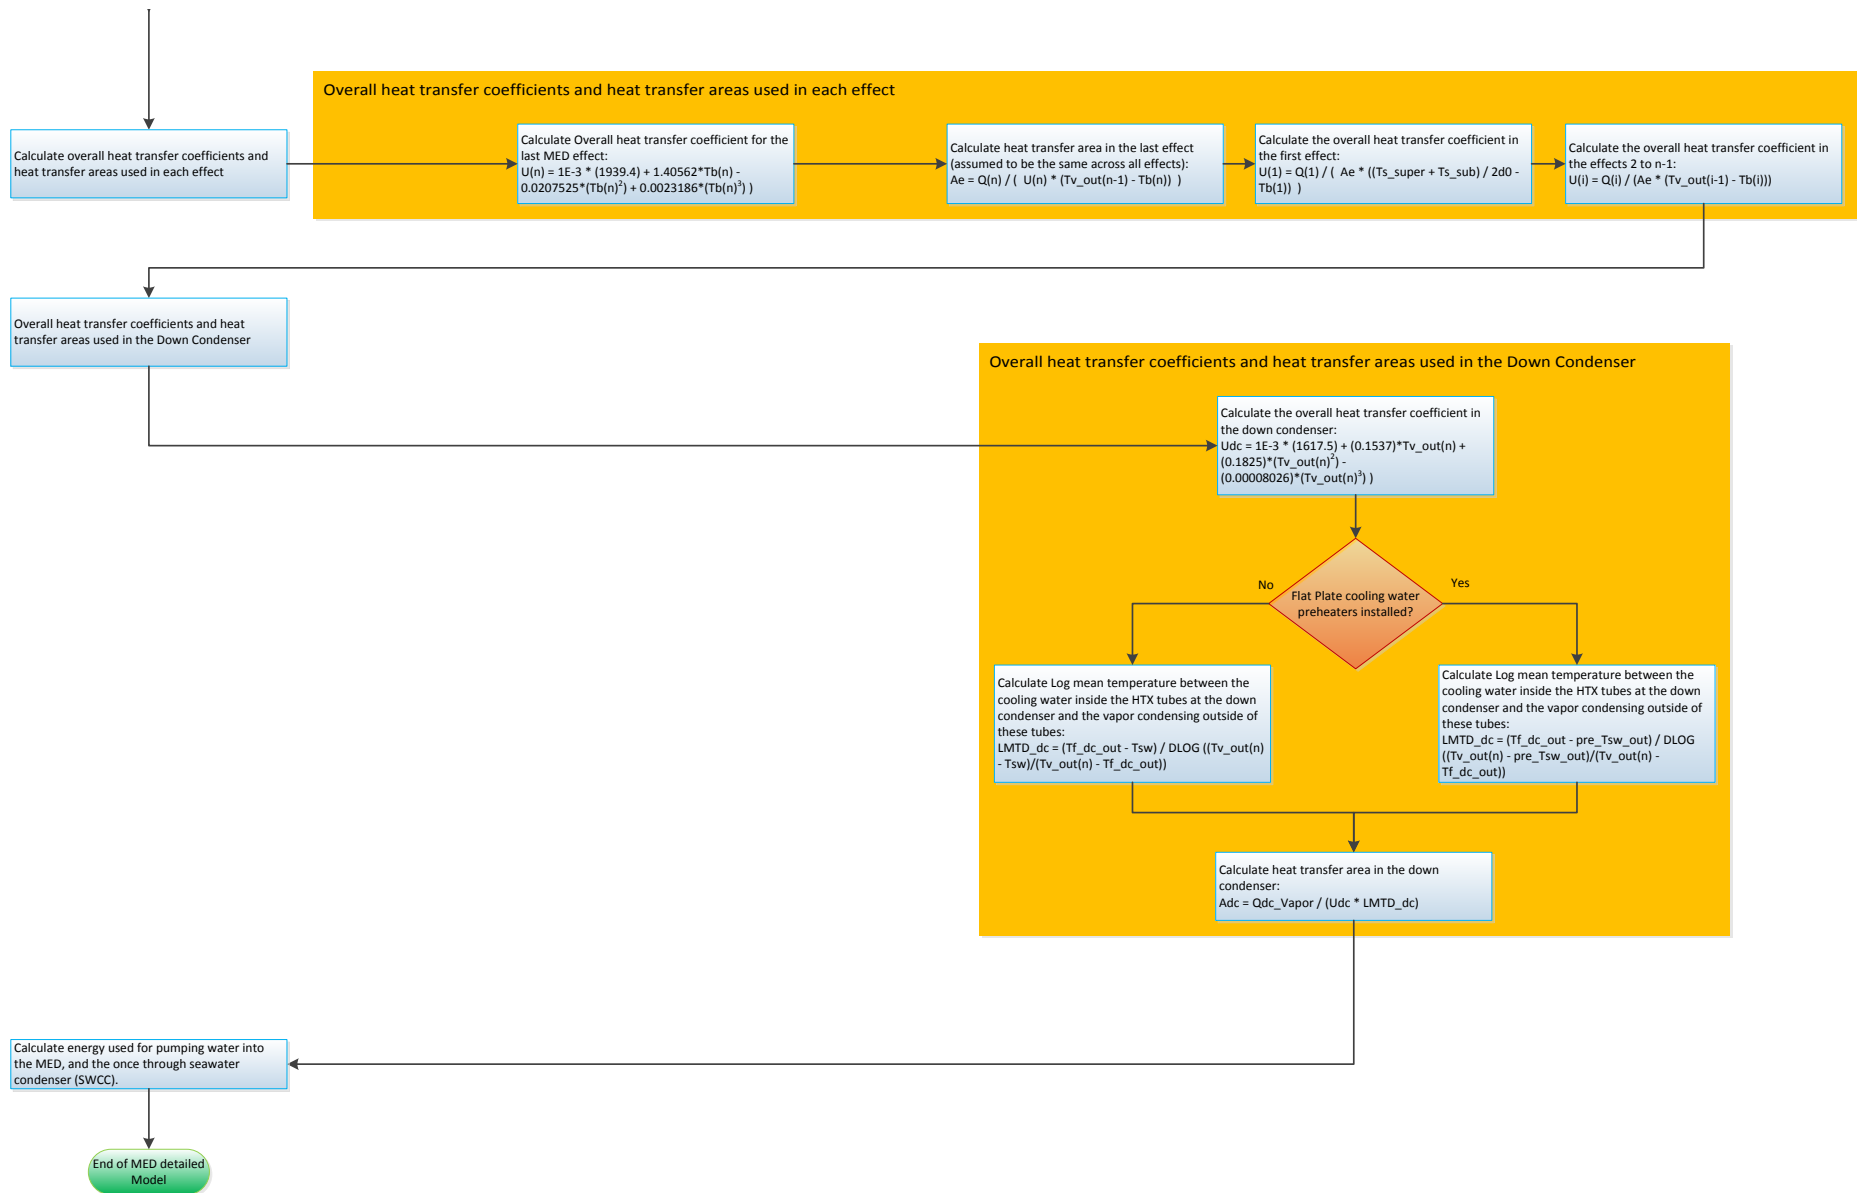 Overall heat transfer coefficients and heat transfer areas used in each effect
Calculate overall heat transfer coefficients and
heat transfer areas used in each effect
Calculate Overall heat transfer coefficient for the
last MED effect:
U(n) = 1E-3 * (1939.4) + 1.40562*Tb(n) -
0.0207525*(Tb(n)²) + 0.0023186*(Tb(n)³) )
Calculate heat transfer area in the last effect
(assumed to be the same across all effects):
Ae = Q(n) / (  U(n) * (Tv_out(n-1) - Tb(n))  )
Calculate the overall heat transfer coefficient in
the first effect:
U(1) = Q(1) / (  Ae * ((Ts_super + Ts_sub) / 2d0 -
Tb(1))  )
Calculate the overall heat transfer coefficient in
the effects 2 to n-1:
U(i) = Q(i) / (Ae * (Tv_out(i-1) - Tb(i)))
Overall heat transfer coefficients and heat
transfer areas used in the Down Condenser
Overall heat transfer coefficients and heat transfer areas used in the Down Condenser
Calculate the overall heat transfer coefficient in
the down condenser:
Udc = 1E-3 * (1617.5) + (0.1537)*Tv_out(n) +
(0.1825)*(Tv_out(n)²) -
(0.00008026)*(Tv_out(n)³) )
No
Yes
Flat Plate cooling water
preheaters installed?
Calculate Log mean temperature between the
cooling water inside the HTX tubes at the down
condenser and the vapor condensing outside of
these tubes:
LMTD_dc = (Tf_dc_out - Tsw) / DLOG ((Tv_out(n)
- Tsw)/(Tv_out(n) - Tf_dc_out))
Calculate Log mean temperature between the
cooling water inside the HTX tubes at the down
condenser and the vapor condensing outside of
these tubes:
LMTD_dc = (Tf_dc_out - pre_Tsw_out) / DLOG
((Tv_out(n) - pre_Tsw_out)/(Tv_out(n) -
Tf_dc_out))
Calculate heat transfer area in the down
condenser:
Adc = Qdc_Vapor / (Udc * LMTD_dc)
Calculate energy used for pumping water into
the MED, and the once through seawater
condenser (SWCC).
End of MED detailed
Model